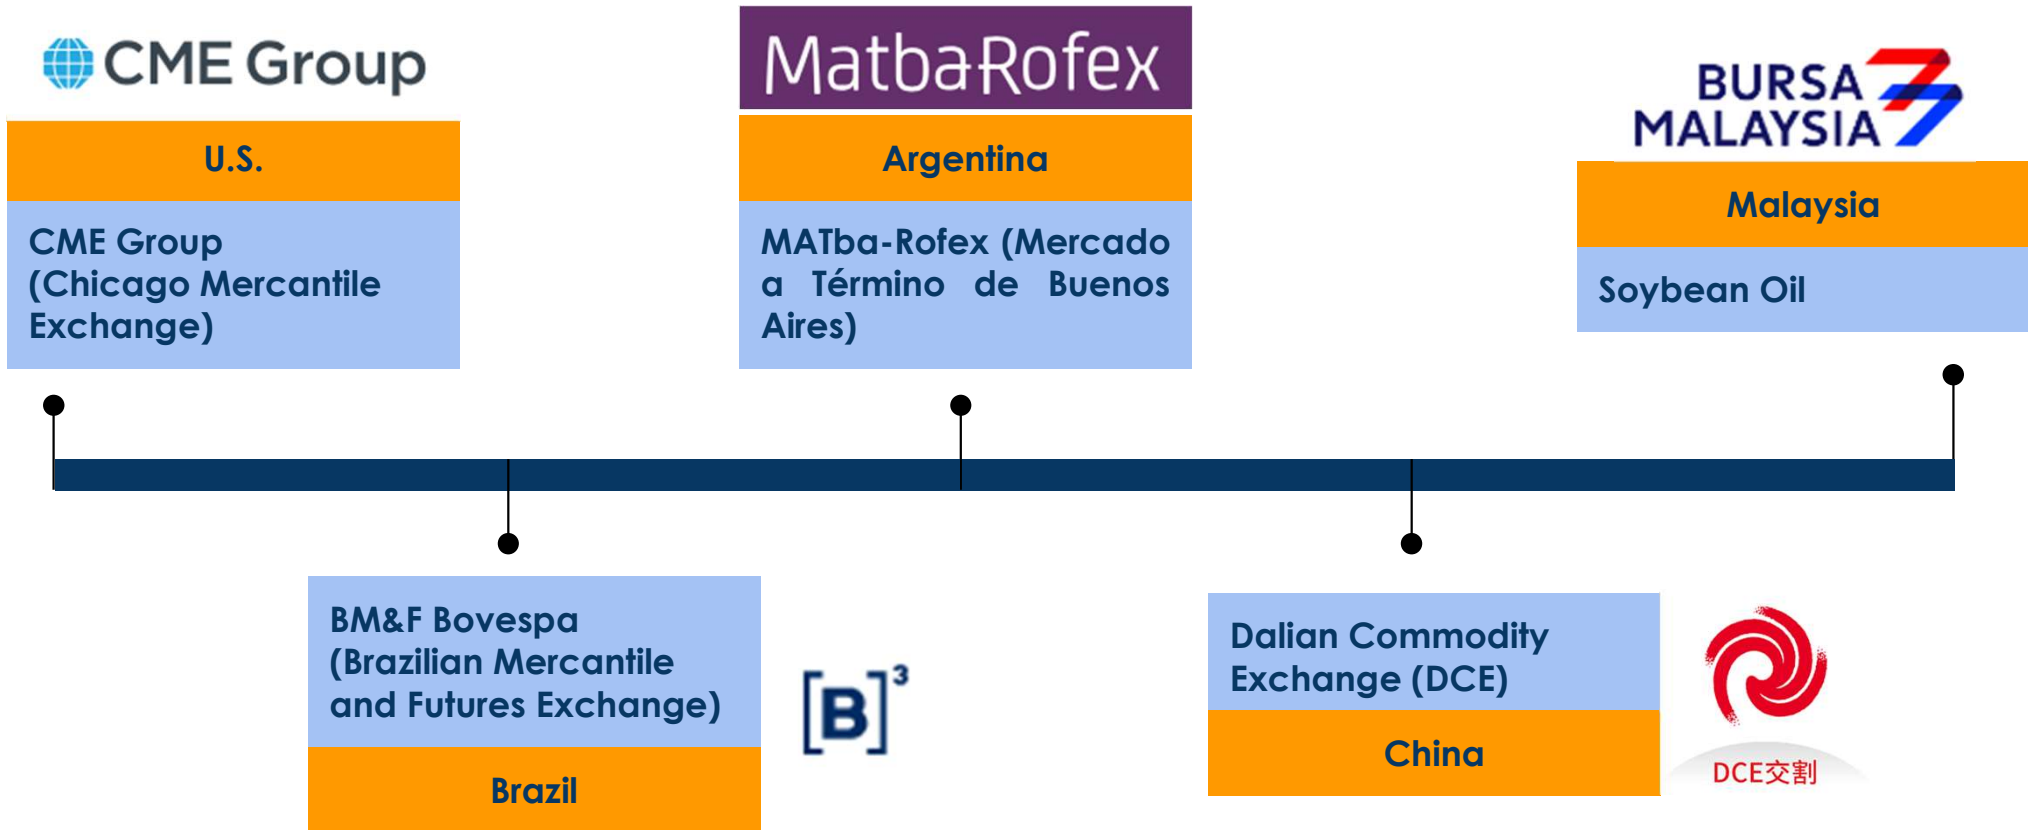 CME Group
U.S.
CME Group
(Chicago Mercantile
Exchange)
MatbaRofex
Argentina
MATba-Rofex (Mercado
a Término de Buenos
Aires)
BURSA
MALAYSIA
Malaysia
Soybean Oil
BM&F Bovespa
(Brazilian Mercantile
and Futures Exchange)
Brazil
[B]³
Dalian Commodity
Exchange (DCE)
China
DCE交割